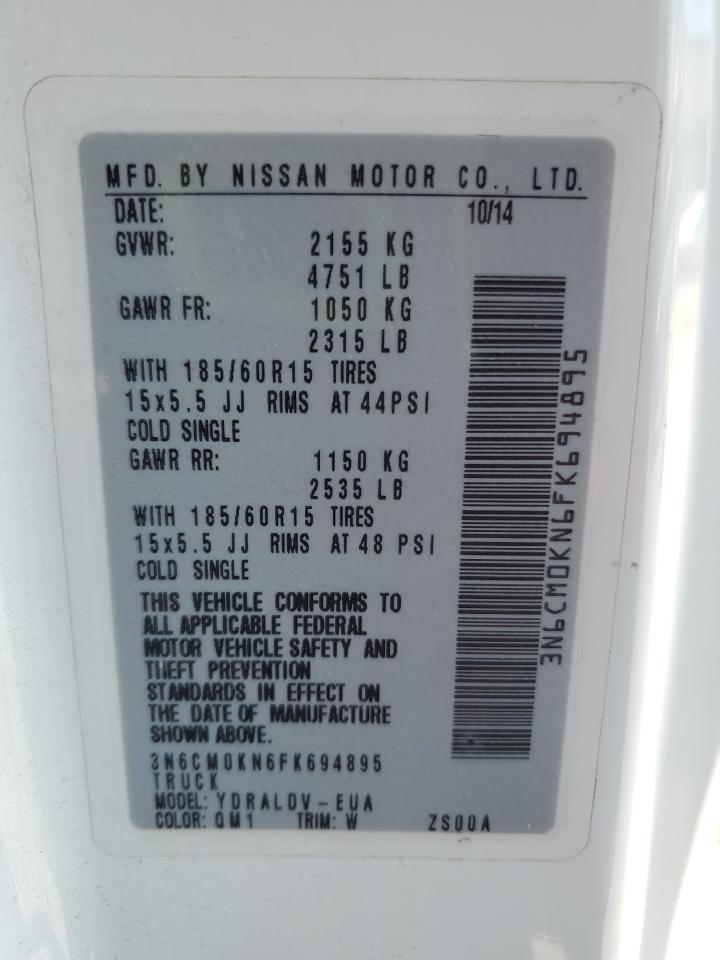 MFD. BY NISSAN MOTOR CO., LTD.
DATE: 10/14
GVWR: 2155 KG
4751 LB
GAWR FR: 1050 KG
2315 LB
WITH 185/60R15 TIRES
15x5.5 JJ RIMS AT 44PSI
COLD SINGLE
GAWR RR: 1150 KG
2535 LB
WITH 185/60R15 TIRES
15x5.5 JJ RIMS AT 48 PSI
COLD SINGLE
THIS VEHICLE CONFORMS TO
ALL APPLICABLE FEDERAL
MOTOR VEHICLE SAFETY AND
THEFT PREVENTION
STANDARDS IN EFFECT ON
THE DATE OF MANUFACTURE
SHOWN ABOVE.
3N6CM0KN6FK694895
TRUCK
MODEL: YDRALDV-EUA
COLOR: QM1 TRIM: W ZS00A
3N6CM0KN6FK694895